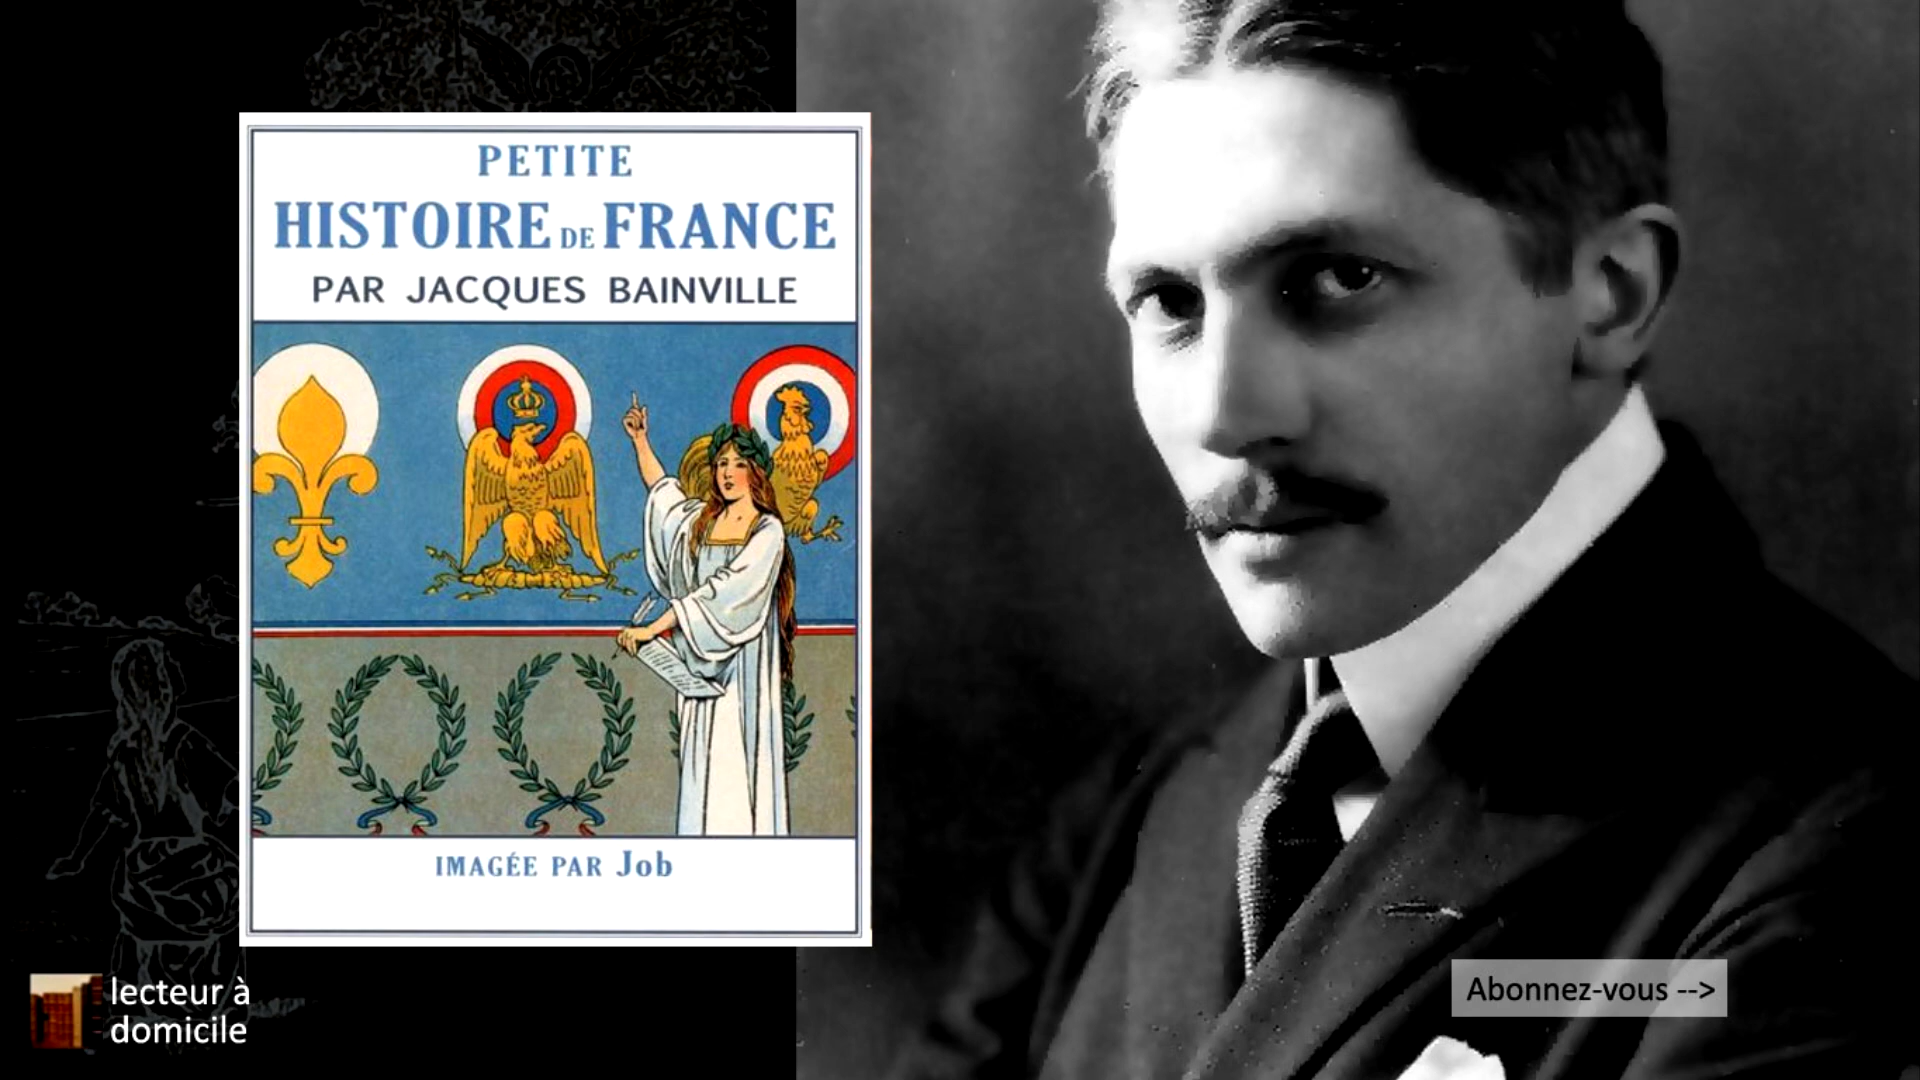 PETITE
HISTOIRE DE FRANCE
PAR JACQUES BAINVILLE
IMAGÉE PAR Job
lecteur à
domicile
Abonnez-vous -->